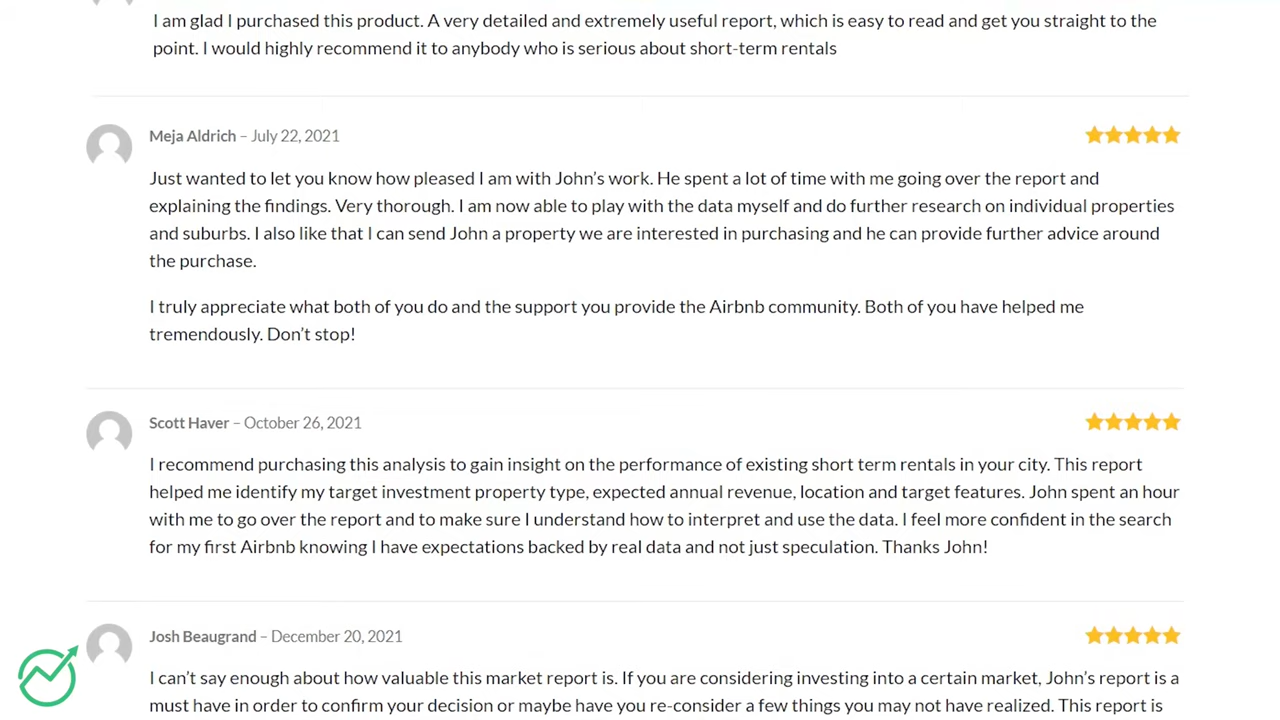 I am glad I purchased this product. A very detailed and extremely useful report, which is easy to read and get you straight to the
point. I would highly recommend it to anybody who is serious about short-term rentals
Meja Aldrich – July 22, 2021
Just wanted to let you know how pleased I am with John’s work. He spent a lot of time with me going over the report and
explaining the findings. Very thorough. I am now able to play with the data myself and do further research on individual properties
and suburbs. I also like that I can send John a property we are interested in purchasing and he can provide further advice around
the purchase.
I truly appreciate what both of you do and the support you provide the Airbnb community. Both of you have helped me
tremendously. Don’t stop!
Scott Haver – October 26, 2021
I recommend purchasing this analysis to gain insight on the performance of existing short term rentals in your city. This report
helped me identify my target investment property type, expected annual revenue, location and target features. John spent an hour
with me to go over the report and to make sure I understand how to interpret and use the data. I feel more confident in the search
for my first Airbnb knowing I have expectations backed by real data and not just speculation. Thanks John!
Josh Beaugrand – December 20, 2021
I can’t say enough about how valuable this market report is. If you are considering investing into a certain market, John’s report is a
must have in order to confirm your decision or maybe have you re-consider a few things you may not have realized. This report is